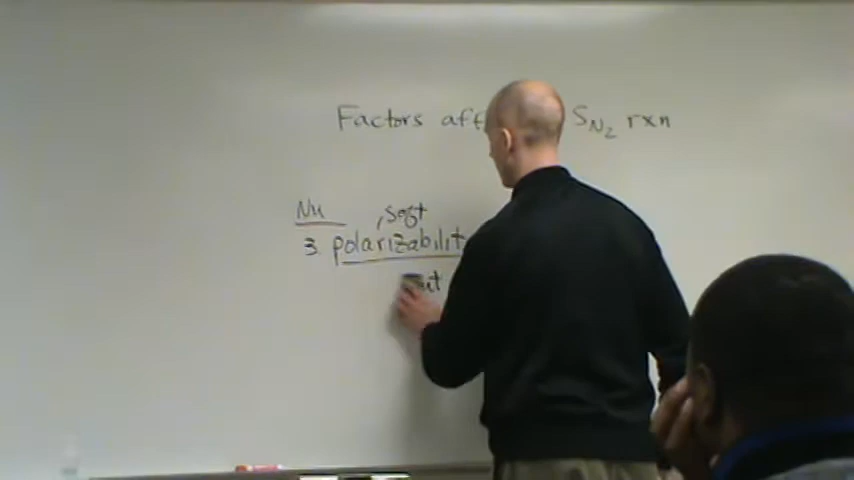 Factors aff SN2 rxn
Nu , soft
3. polarizabilit